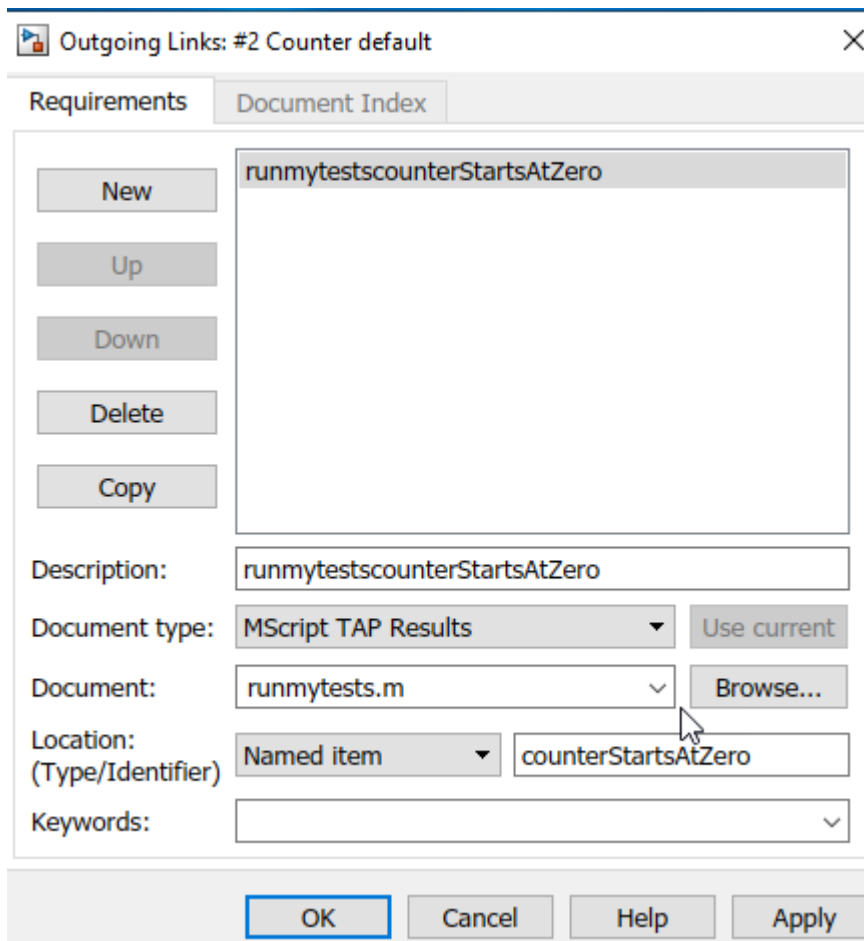 Outgoing Links: #2 Counter default
Requirements
Document Index
New
Up
Down
Delete
Copy
runmytestscounterStartsAtZero
Description:
runmytestscounterStartsAtZero
Document type:
MScript TAP Results
Use current
Document:
runmytests.m
Browse...
Location:
(Type/Identifier)
Named item
counterStartsAtZero
Keywords:
OK
Cancel
Help
Apply